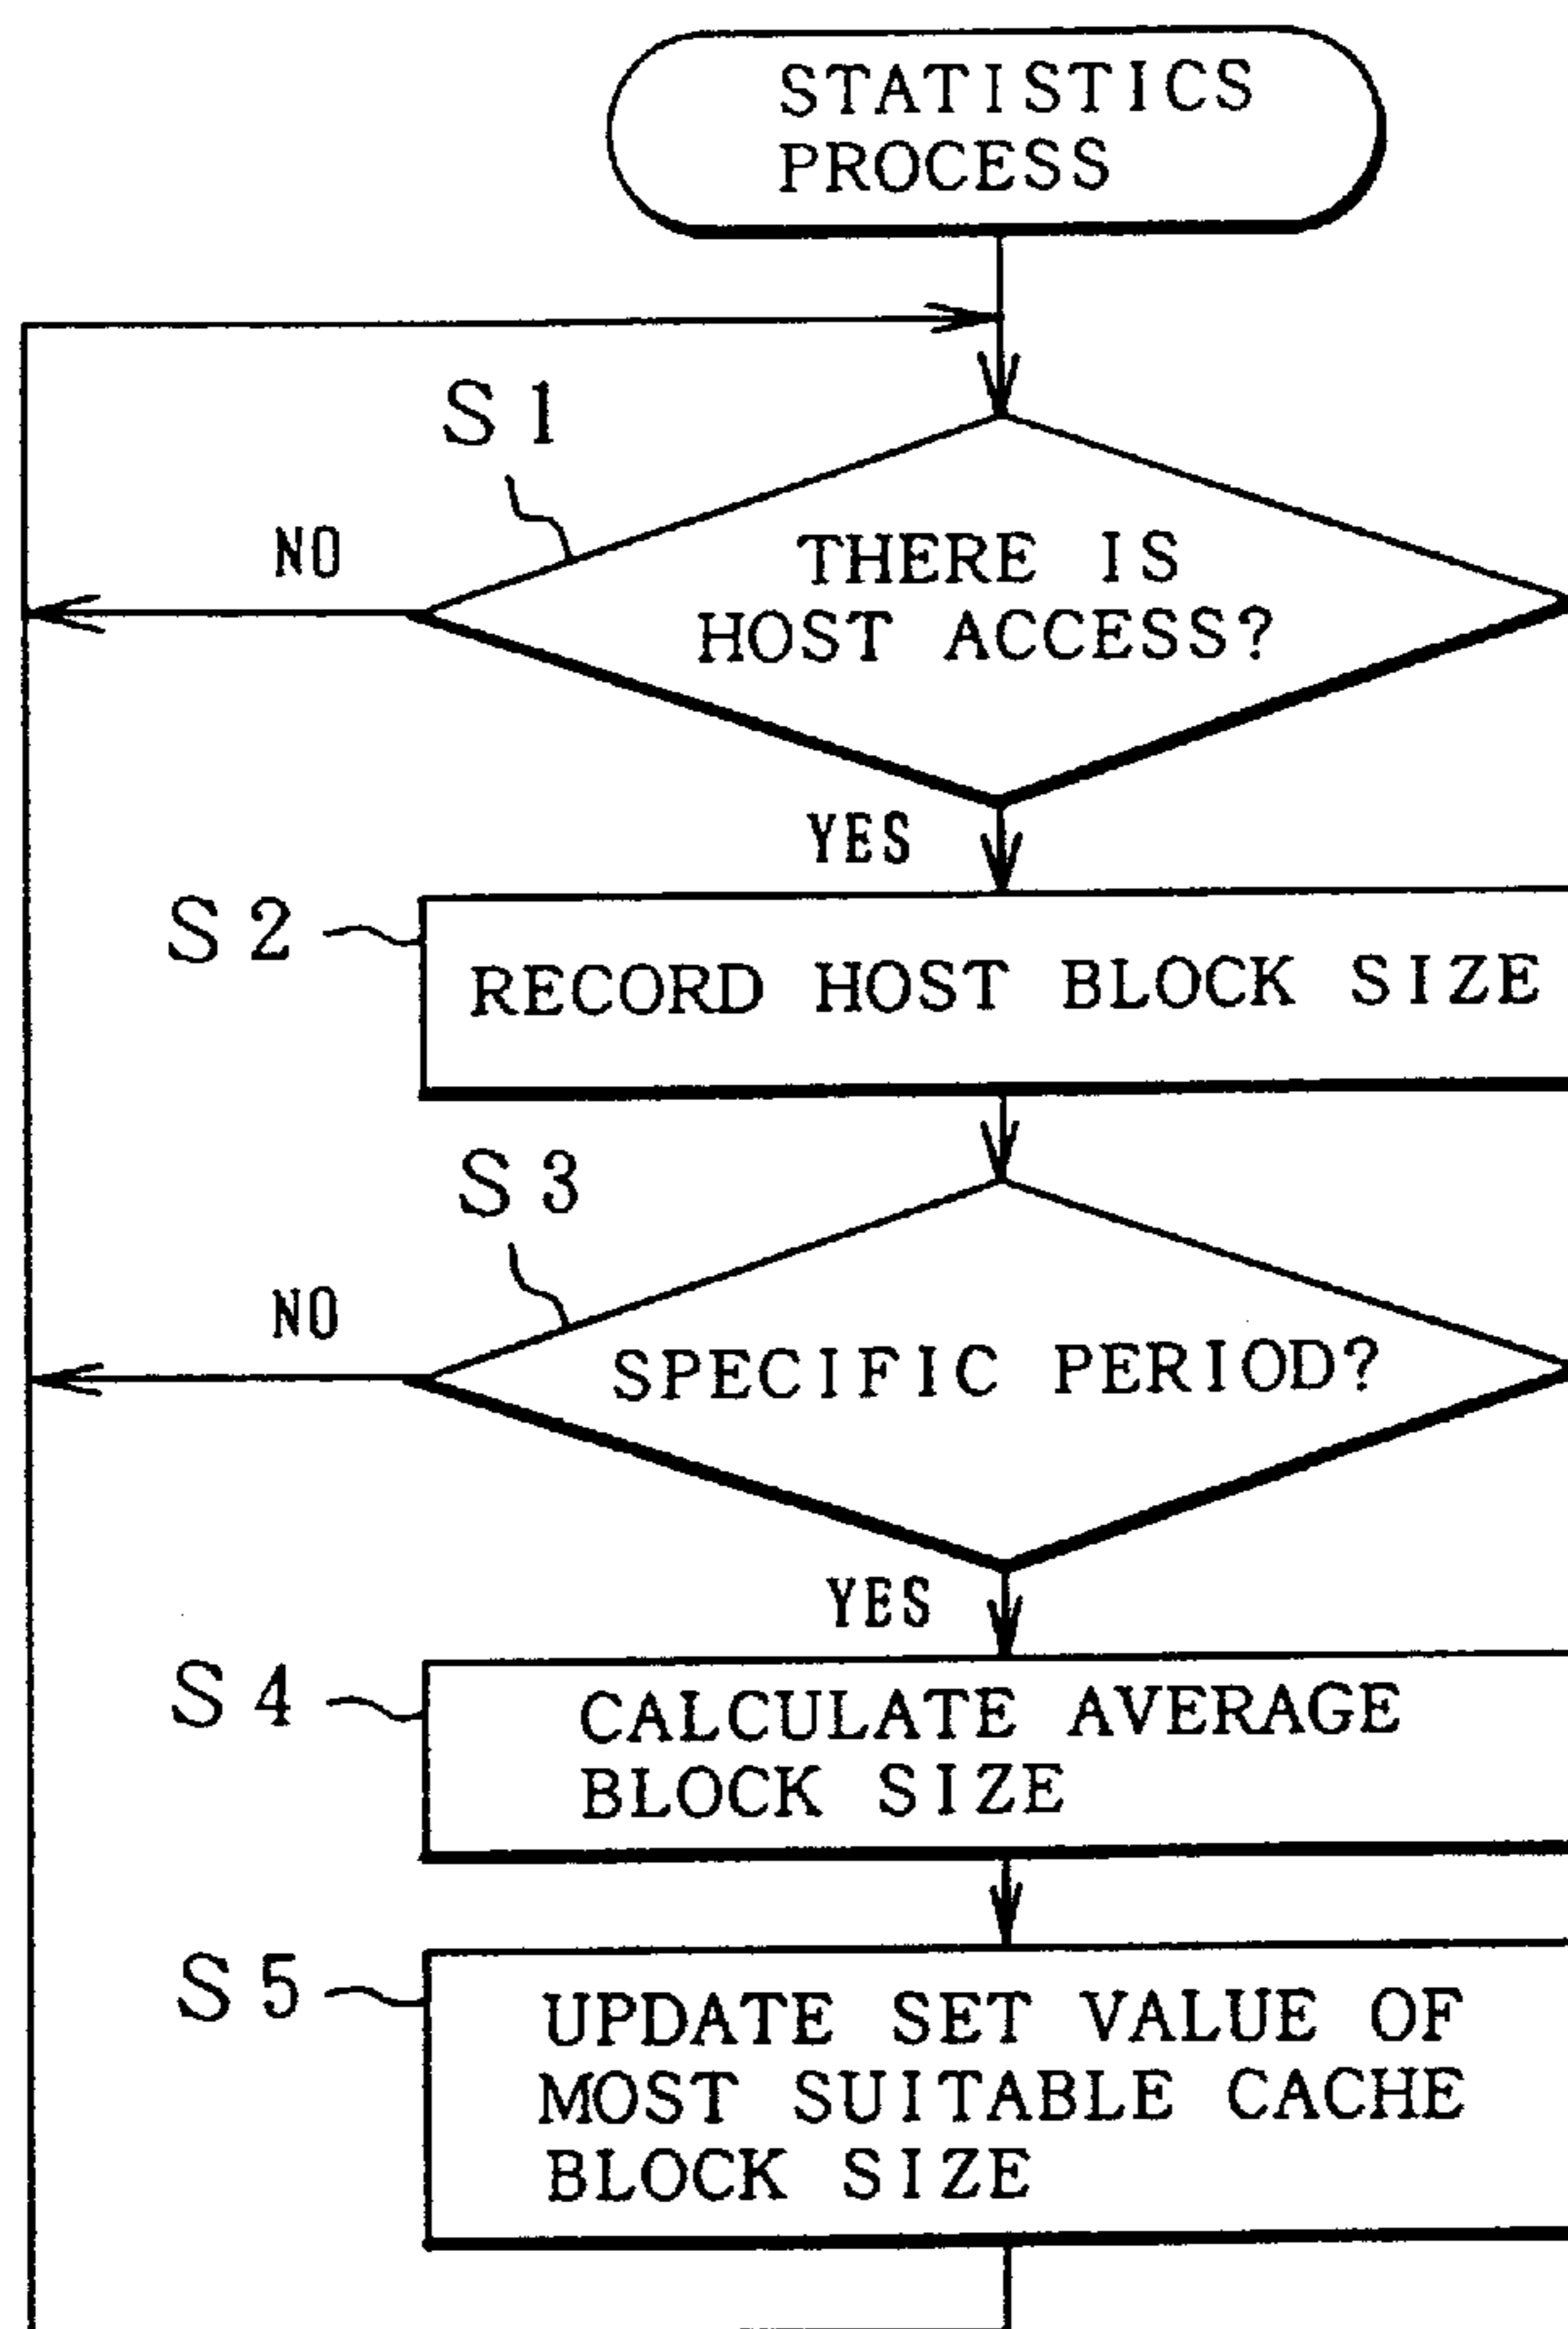 STATISTICS
PROCESS
S1
NO
THERE IS
HOST ACCESS?
YES
S2
RECORD HOST BLOCK SIZE
S3
NO
SPECIFIC PERIOD?
YES
S4
CALCULATE AVERAGE
BLOCK SIZE
S5
UPDATE SET VALUE OF
MOST SUITABLE CACHE
BLOCK SIZE